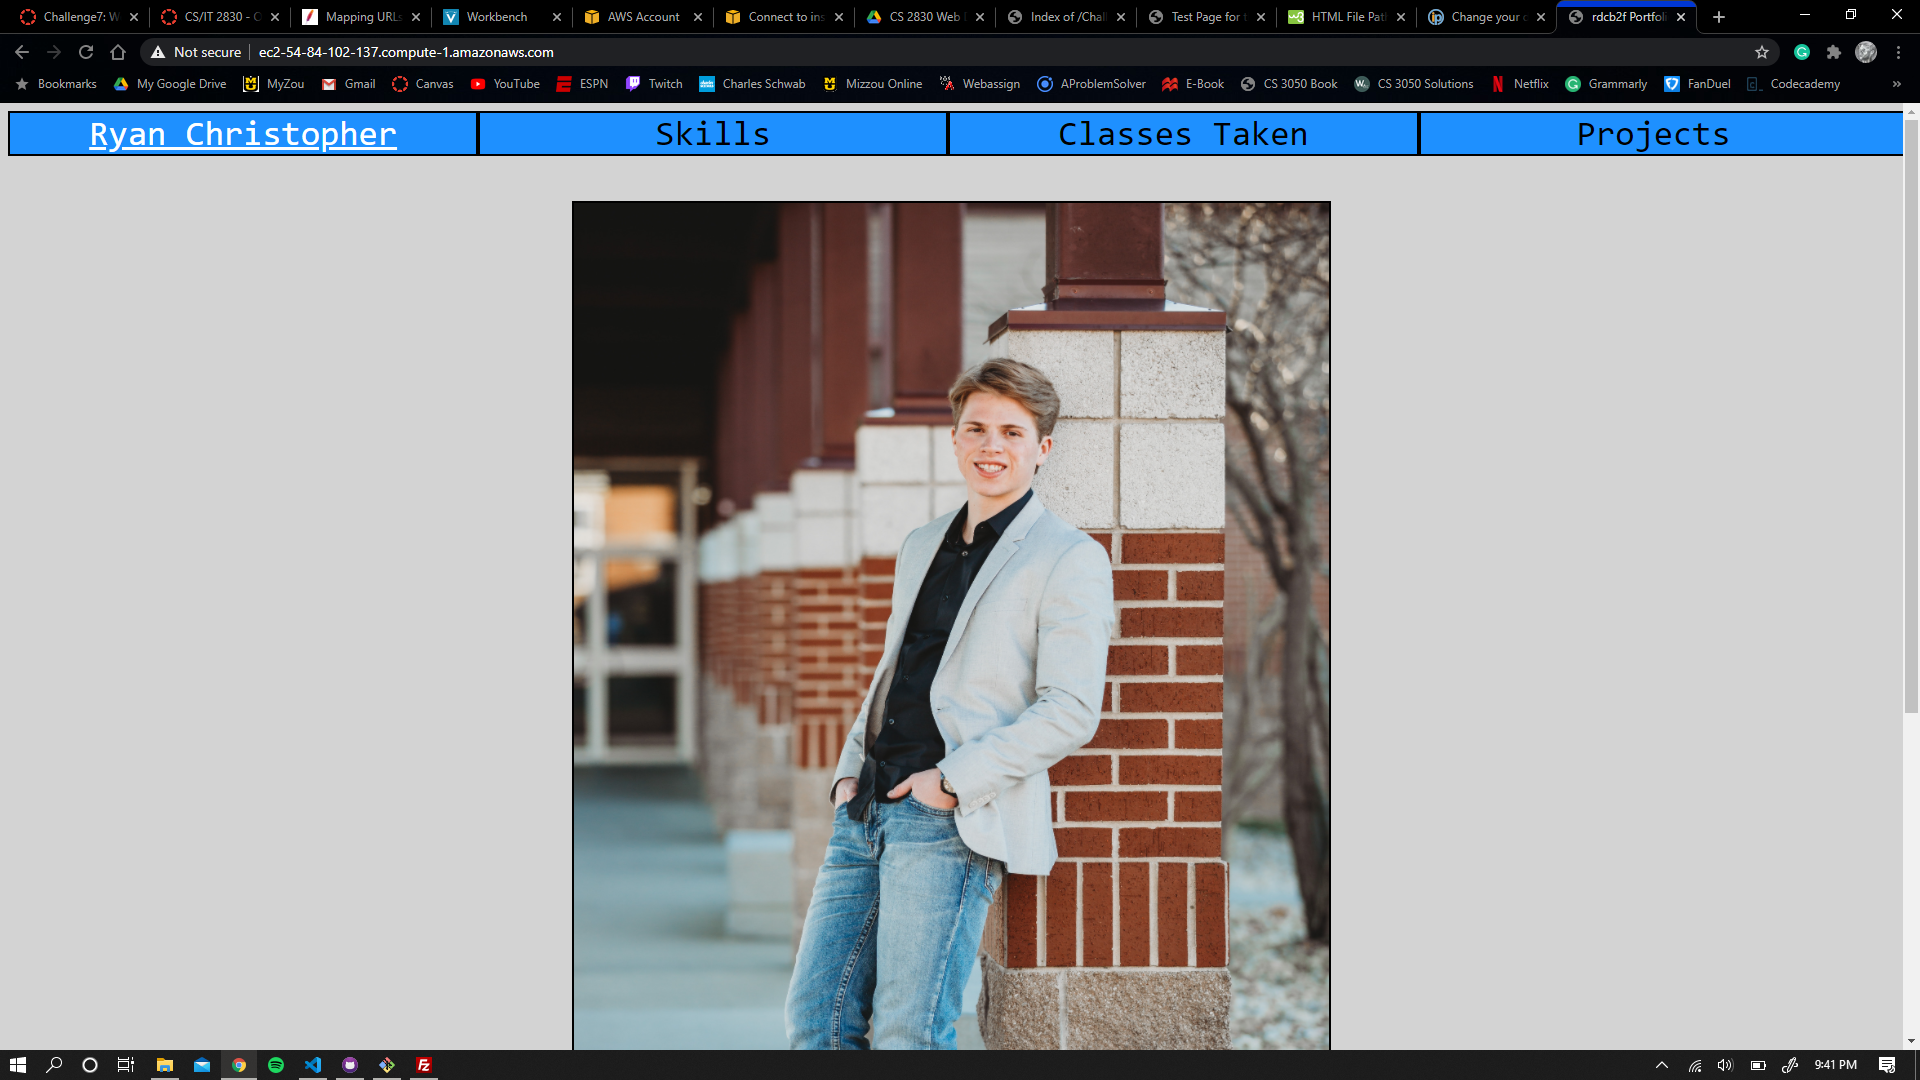 Challenge7: W
CS/IT 2830 - O
Mapping URLs
Workbench
AWS Account
Connect to ins
CS 2830 Web
Index of /Chal
Test Page for t
HTML File Pat
Change your
rdcb2f Portfoli
Not secure
ec2-54-84-102-137.compute-1.amazonaws.com
Bookmarks My Google Drive MyZou Gmail Canvas YouTube ESPN Twitch Charles Schwab Mizzou Online Webassign AProblemSolver E-Book CS 3050 Book CS 3050 Solutions Netflix Grammarly FanDuel Codecademy »
Ryan Christopher Skills Classes Taken Projects
9:41 PM